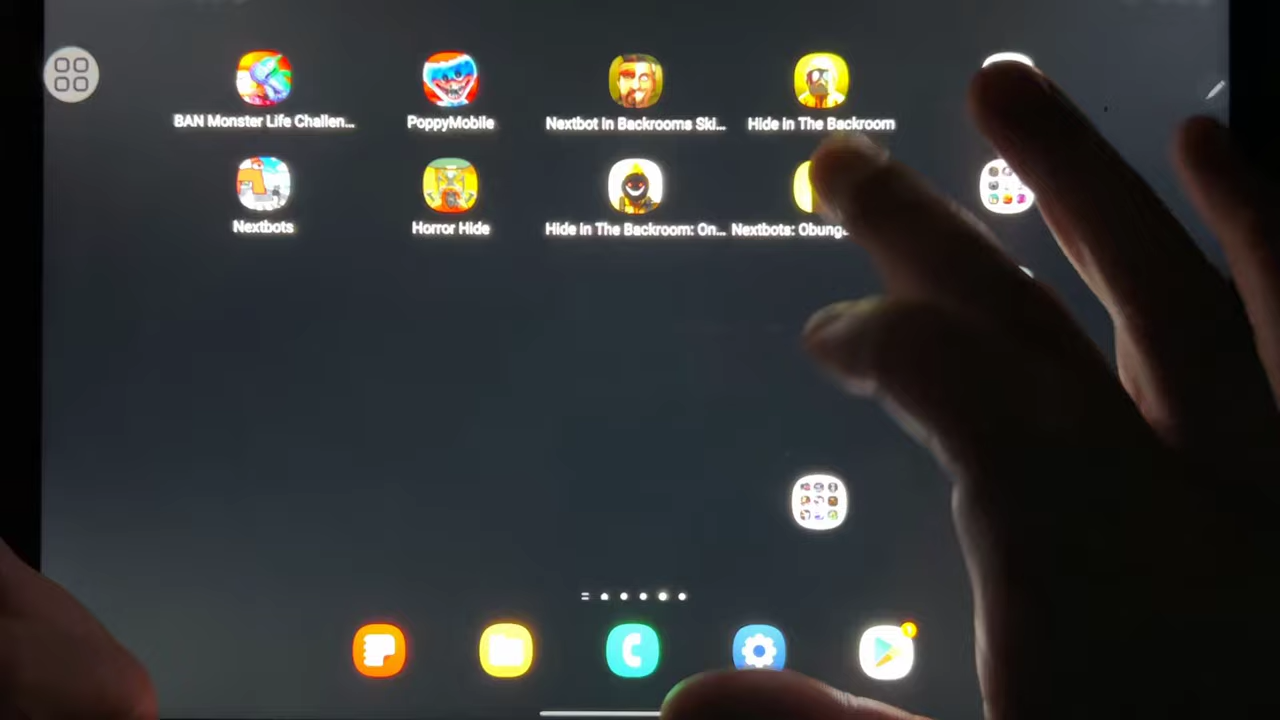 BAN Monster Life Challen...
PoppyMobile
Nextbot In Backrooms Ski...
Hide In The Backroom
Nextbots
Horror Hide
Hide In The Backroom: On...
Nextbots: Obung